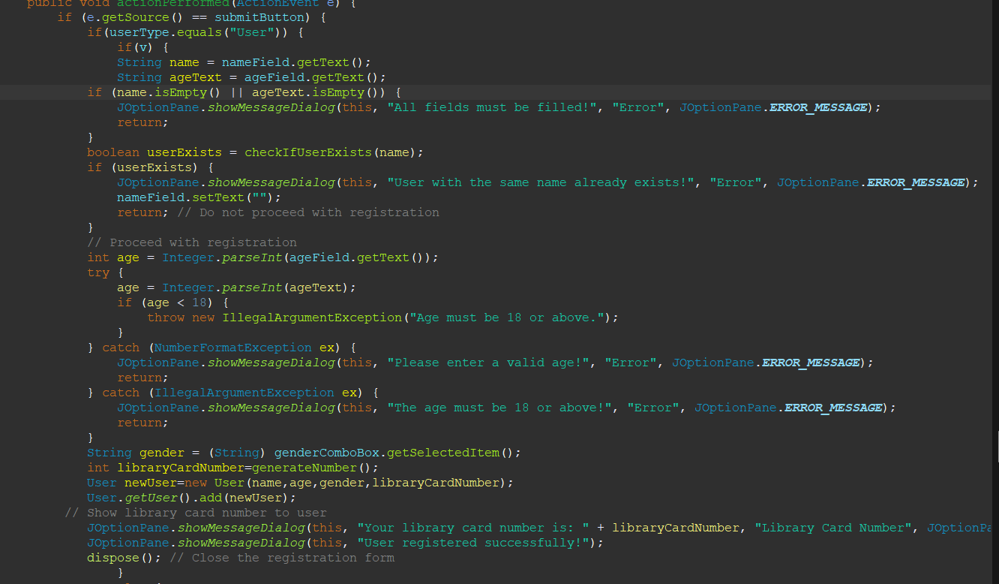 public void actionPerformed(ActionEvent e) {
if (e.getSource() == submitButton) {
if(userType.equals("User")) {
if(v) {
String name = nameField.getText();
String ageText = ageField.getText();
if (name.isEmpty() || ageText.isEmpty()) {
JOptionPane.showMessageDialog(this, "All fields must be filled!", "Error", JOptionPane.ERROR_MESSAGE);
return;
}
boolean userExists = checkIfUserExists(name);
if (userExists) {
JOptionPane.showMessageDialog(this, "User with the same name already exists!", "Error", JOptionPane.ERROR_MESSAGE);
nameField.setText("");
return; // Do not proceed with registration
}
// Proceed with registration
int age = Integer.parseInt(ageField.getText());
try {
age = Integer.parseInt(ageText);
if (age < 18) {
throw new IllegalArgumentException("Age must be 18 or above.");
}
} catch (NumberFormatException ex) {
JOptionPane.showMessageDialog(this, "Please enter a valid age!", "Error", JOptionPane.ERROR_MESSAGE);
return;
} catch (IllegalArgumentException ex) {
JOptionPane.showMessageDialog(this, "The age must be 18 or above!", "Error", JOptionPane.ERROR_MESSAGE);
return;
}
String gender = (String) genderComboBox.getSelectedItem();
int libraryCardNumber=generateNumber();
User newUser=new User(name,age,gender,libraryCardNumber);
User.getUser().add(newUser);
// Show library card number to user
JOptionPane.showMessageDialog(this, "Your library card number is: " + libraryCardNumber, "Library Card Number", JOptionPa
JOptionPane.showMessageDialog(this, "User registered successfully!");
dispose(); // Close the registration form
}